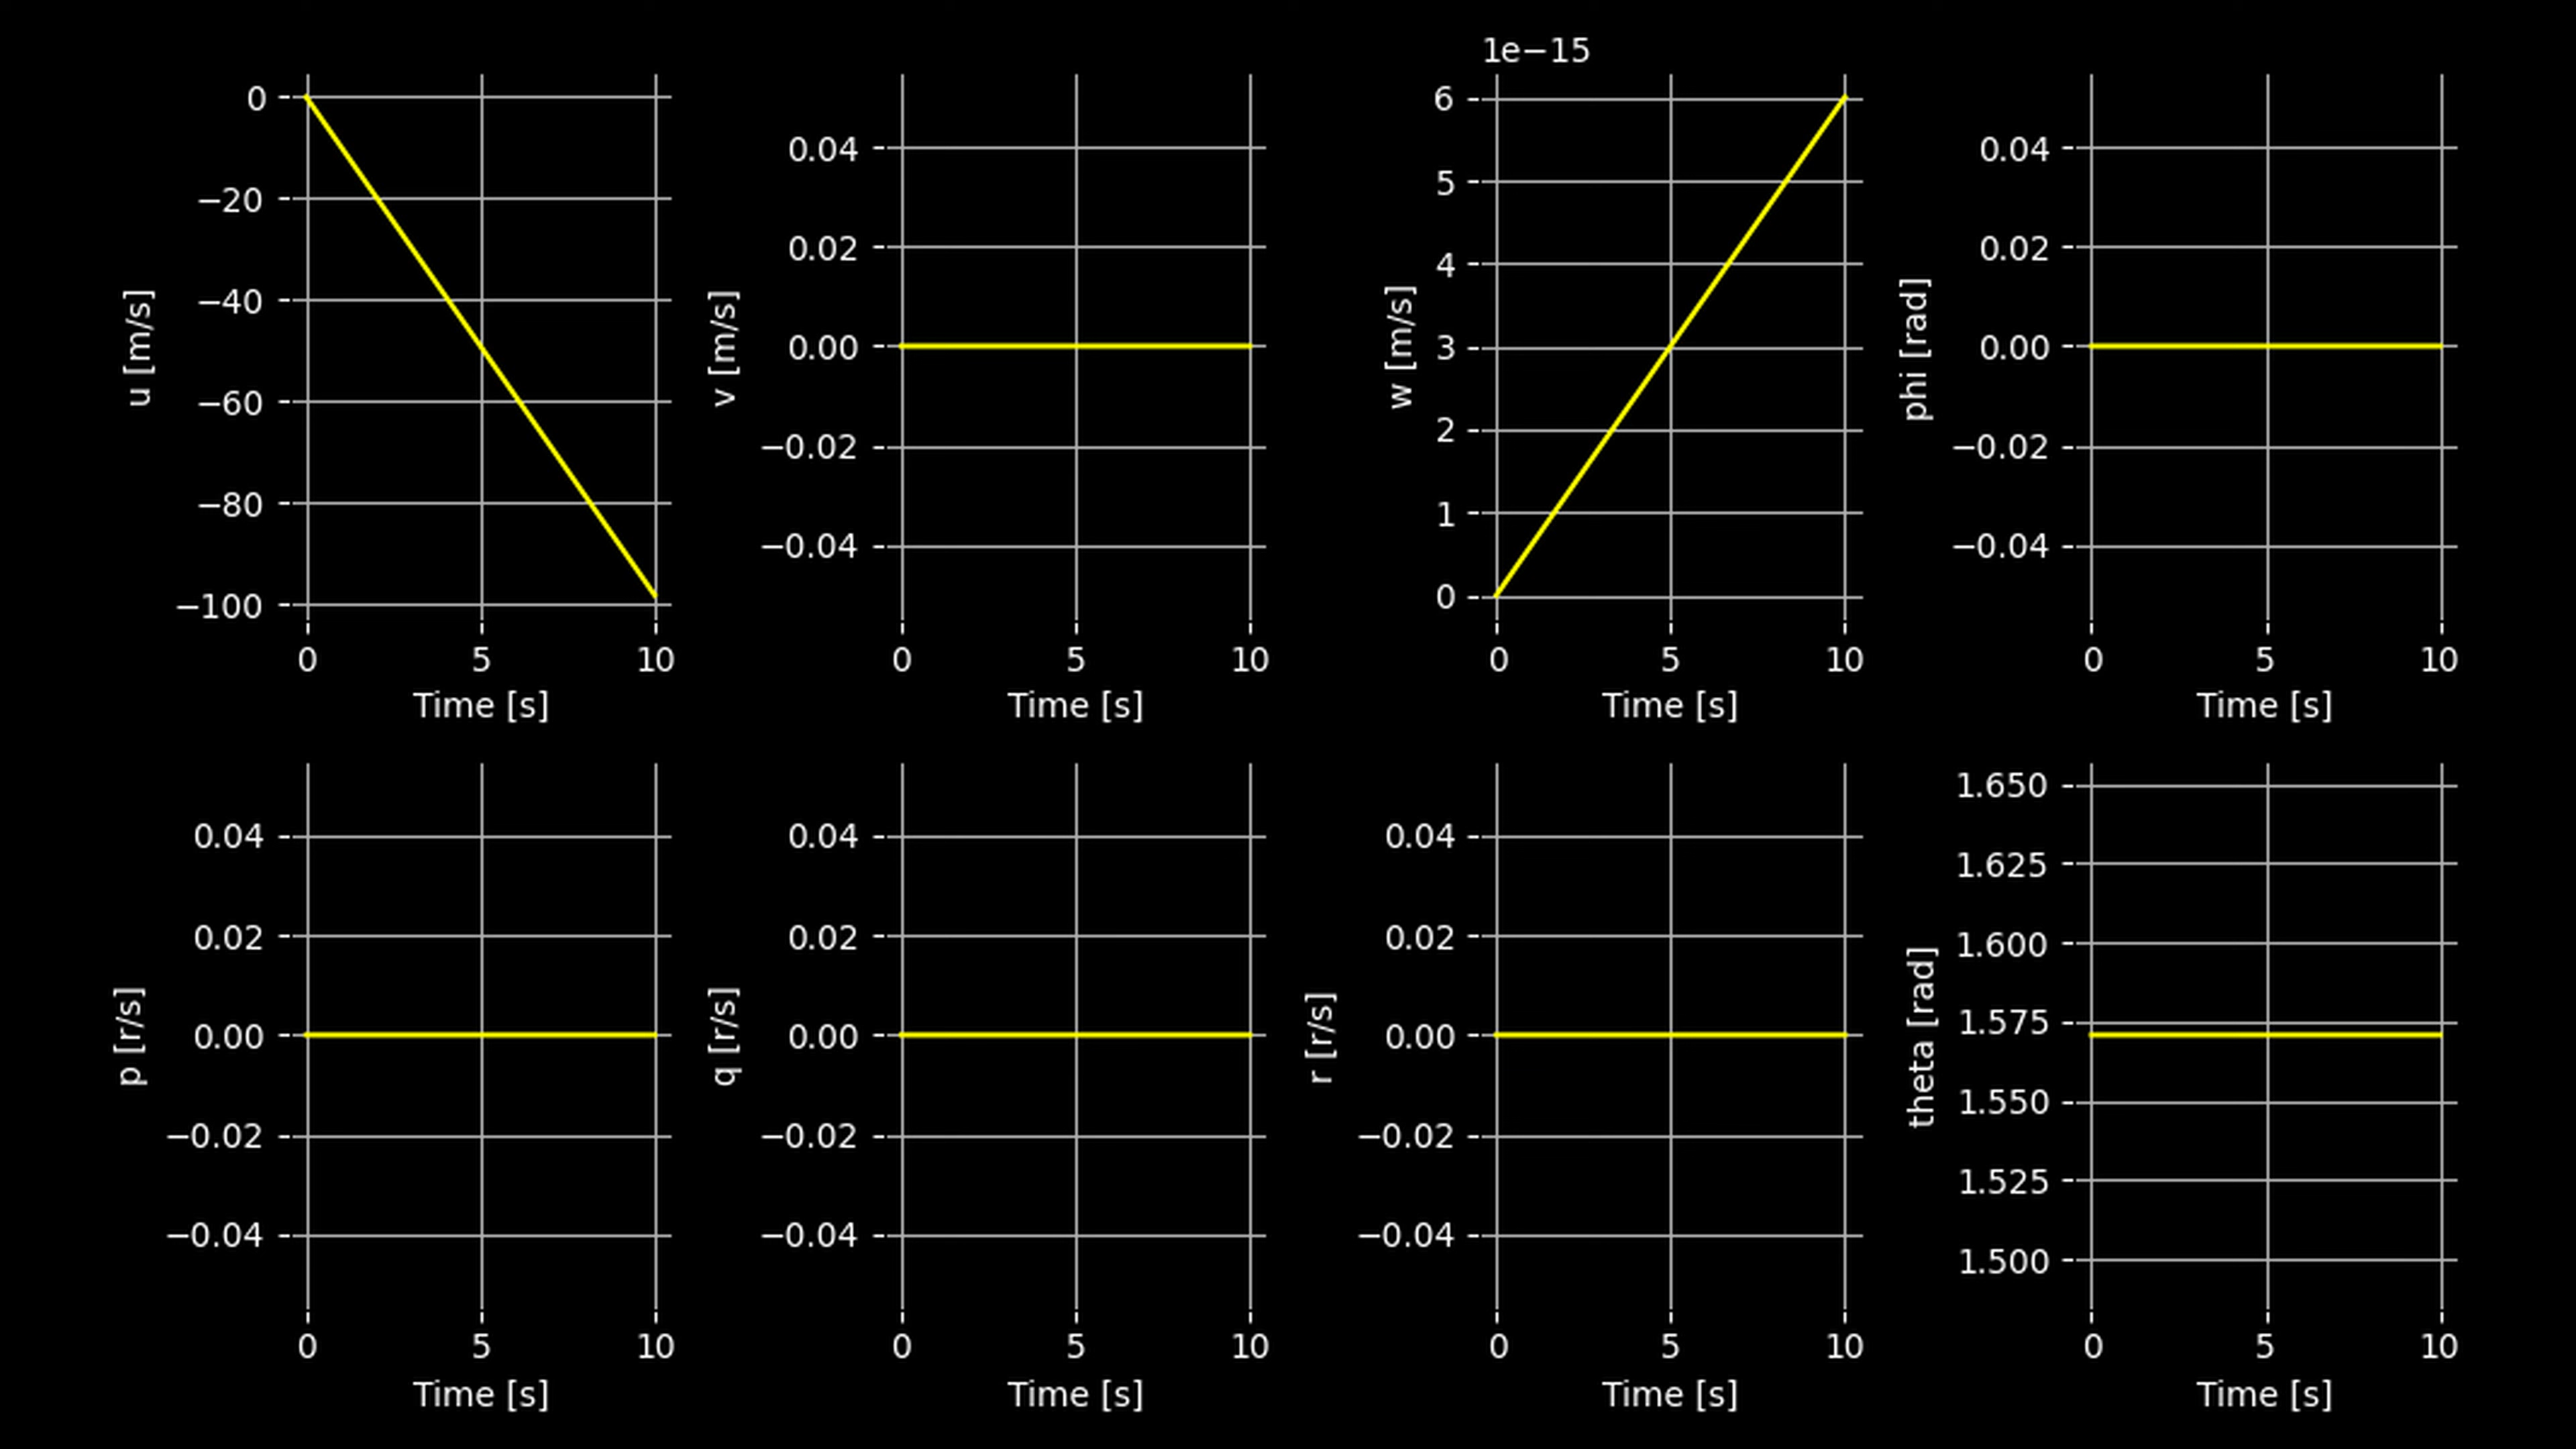 1e−15
0
−20
−40
−60
−80
−100
u [m/s]
0 5 10
Time [s]
0.04
0.02
0.00
−0.02
−0.04
v [m/s]
0 5 10
Time [s]
6
5
4
3
2
1
0
w [m/s]
0 5 10
Time [s]
0.04
0.02
0.00
−0.02
−0.04
phi [rad]
0 5 10
Time [s]
0.04
0.02
0.00
−0.02
−0.04
p [r/s]
0 5 10
Time [s]
0.04
0.02
0.00
−0.02
−0.04
q [r/s]
0 5 10
Time [s]
0.04
0.02
0.00
−0.02
−0.04
r [r/s]
0 5 10
Time [s]
1.650
1.625
1.600
1.575
1.550
1.525
1.500
theta [rad]
0 5 10
Time [s]